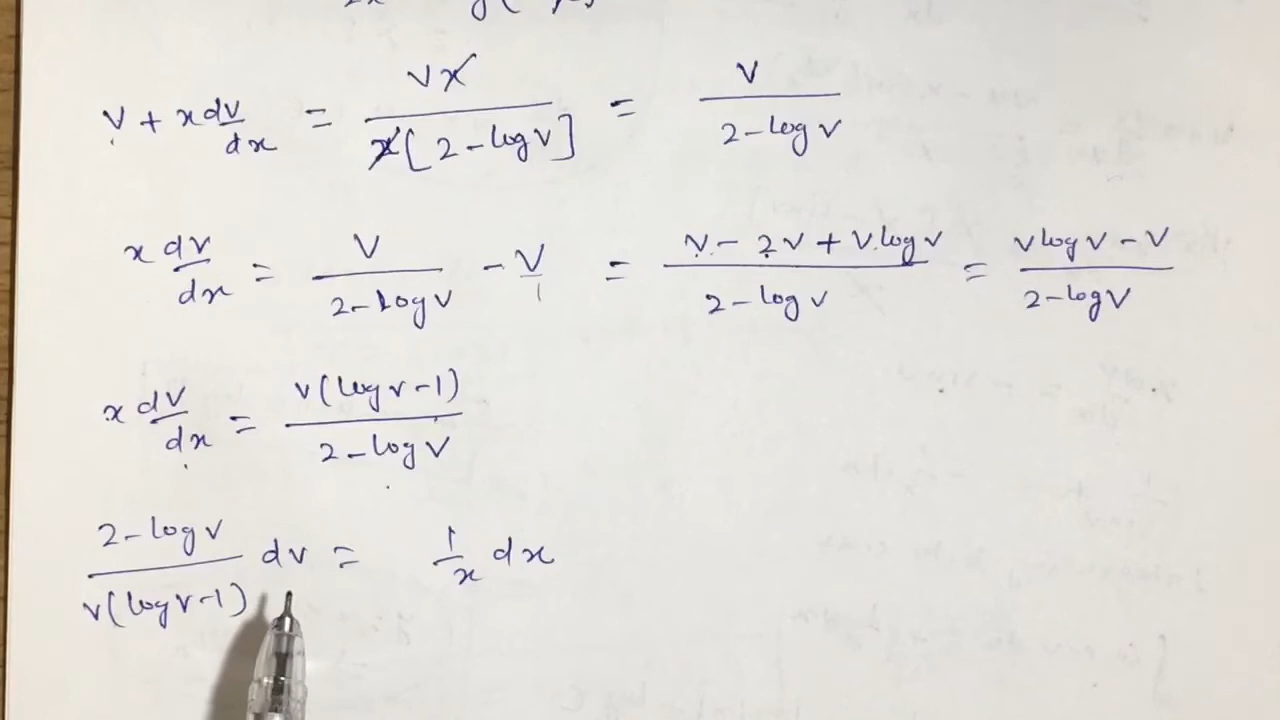 v + x dv/dx = vx / x[2 - log v] = v / 2 - log v
x dv/dx = v / 2 - log v - v/1 = v - 2v + v.log v / 2 - log v = v log v - v / 2 - log v
x dv/dx = v(log v - 1) / 2 - log v
2 - log v / v(log v - 1) dv = 1/x dx